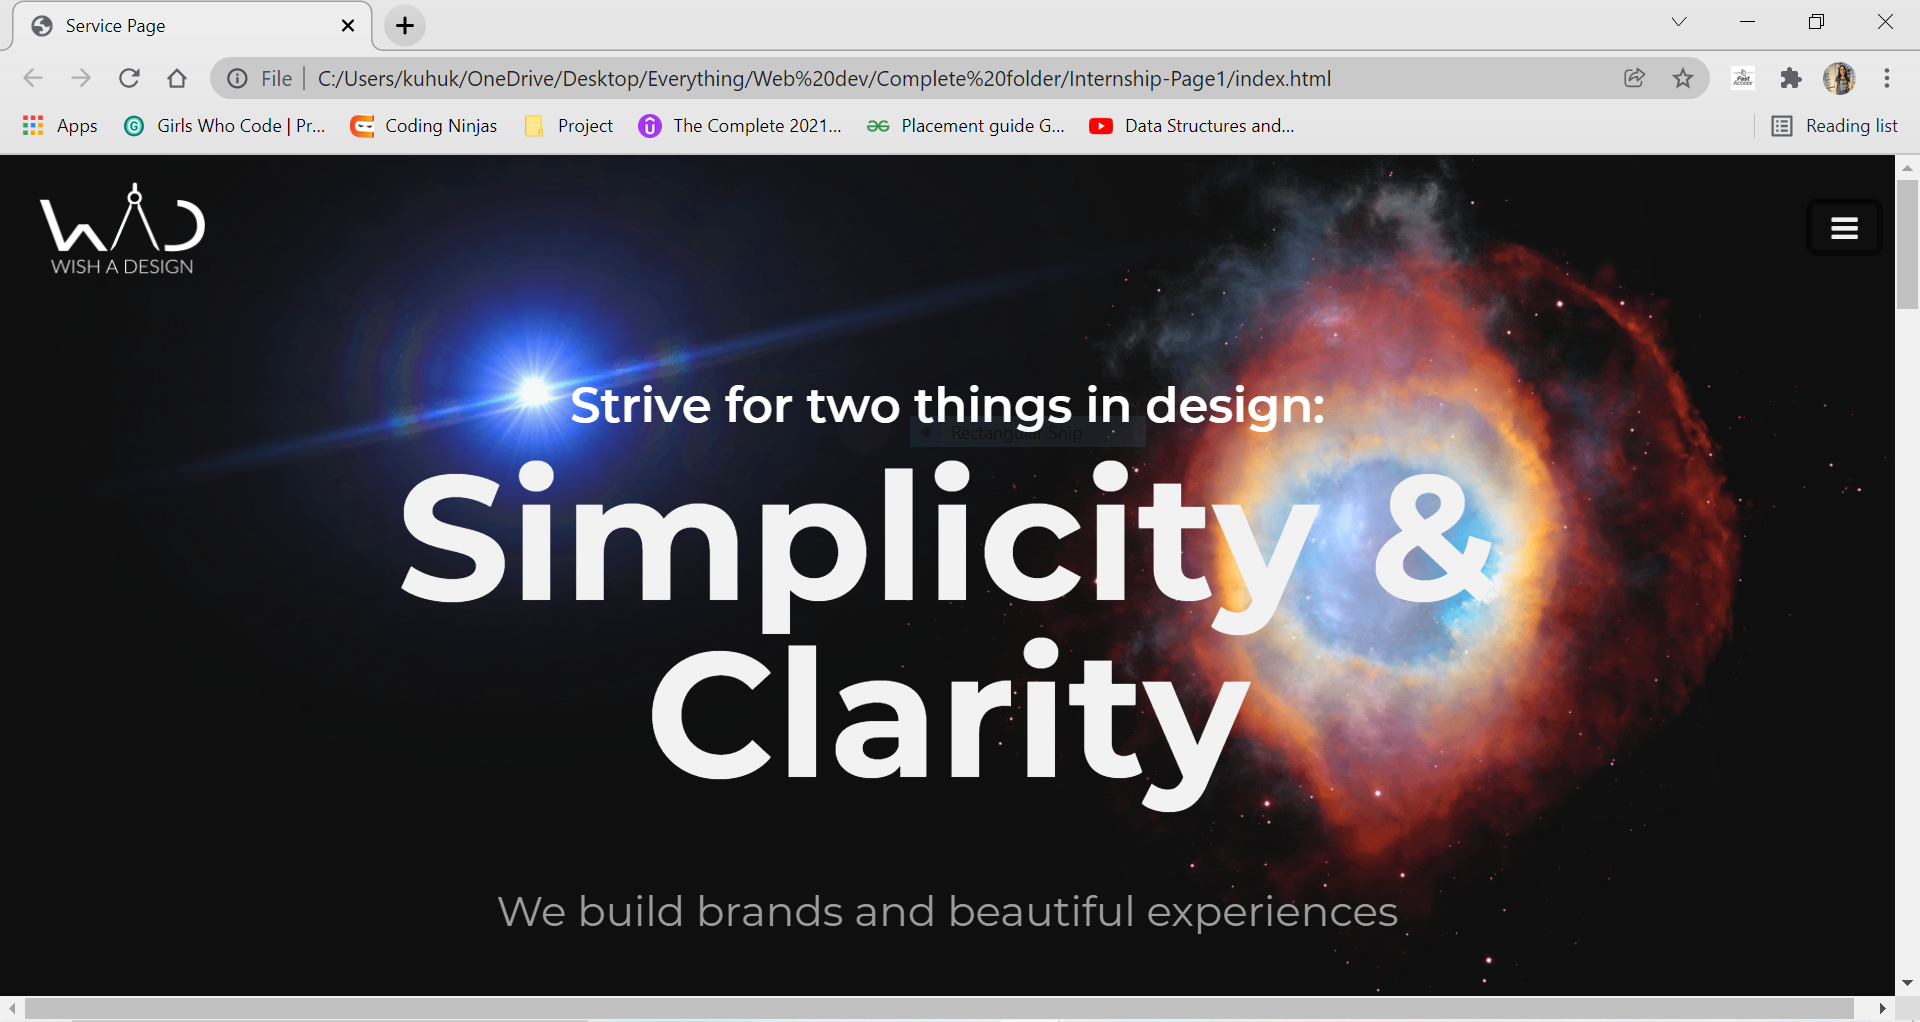 Service Page
File
C:/Users/kuhuk/OneDrive/Desktop/Everything/Web%20dev/Complete%20folder/Internship-Page1/index.html
Apps
Girls Who Code | Pr...
Coding Ninjas
Project
The Complete 2021...
Placement guide G...
Data Structures and...
Reading list
WAD
WISH A DESIGN
Strive for two things in design:
Rectangular Snip
Simplicity &
Clarity
We build brands and beautiful experiences